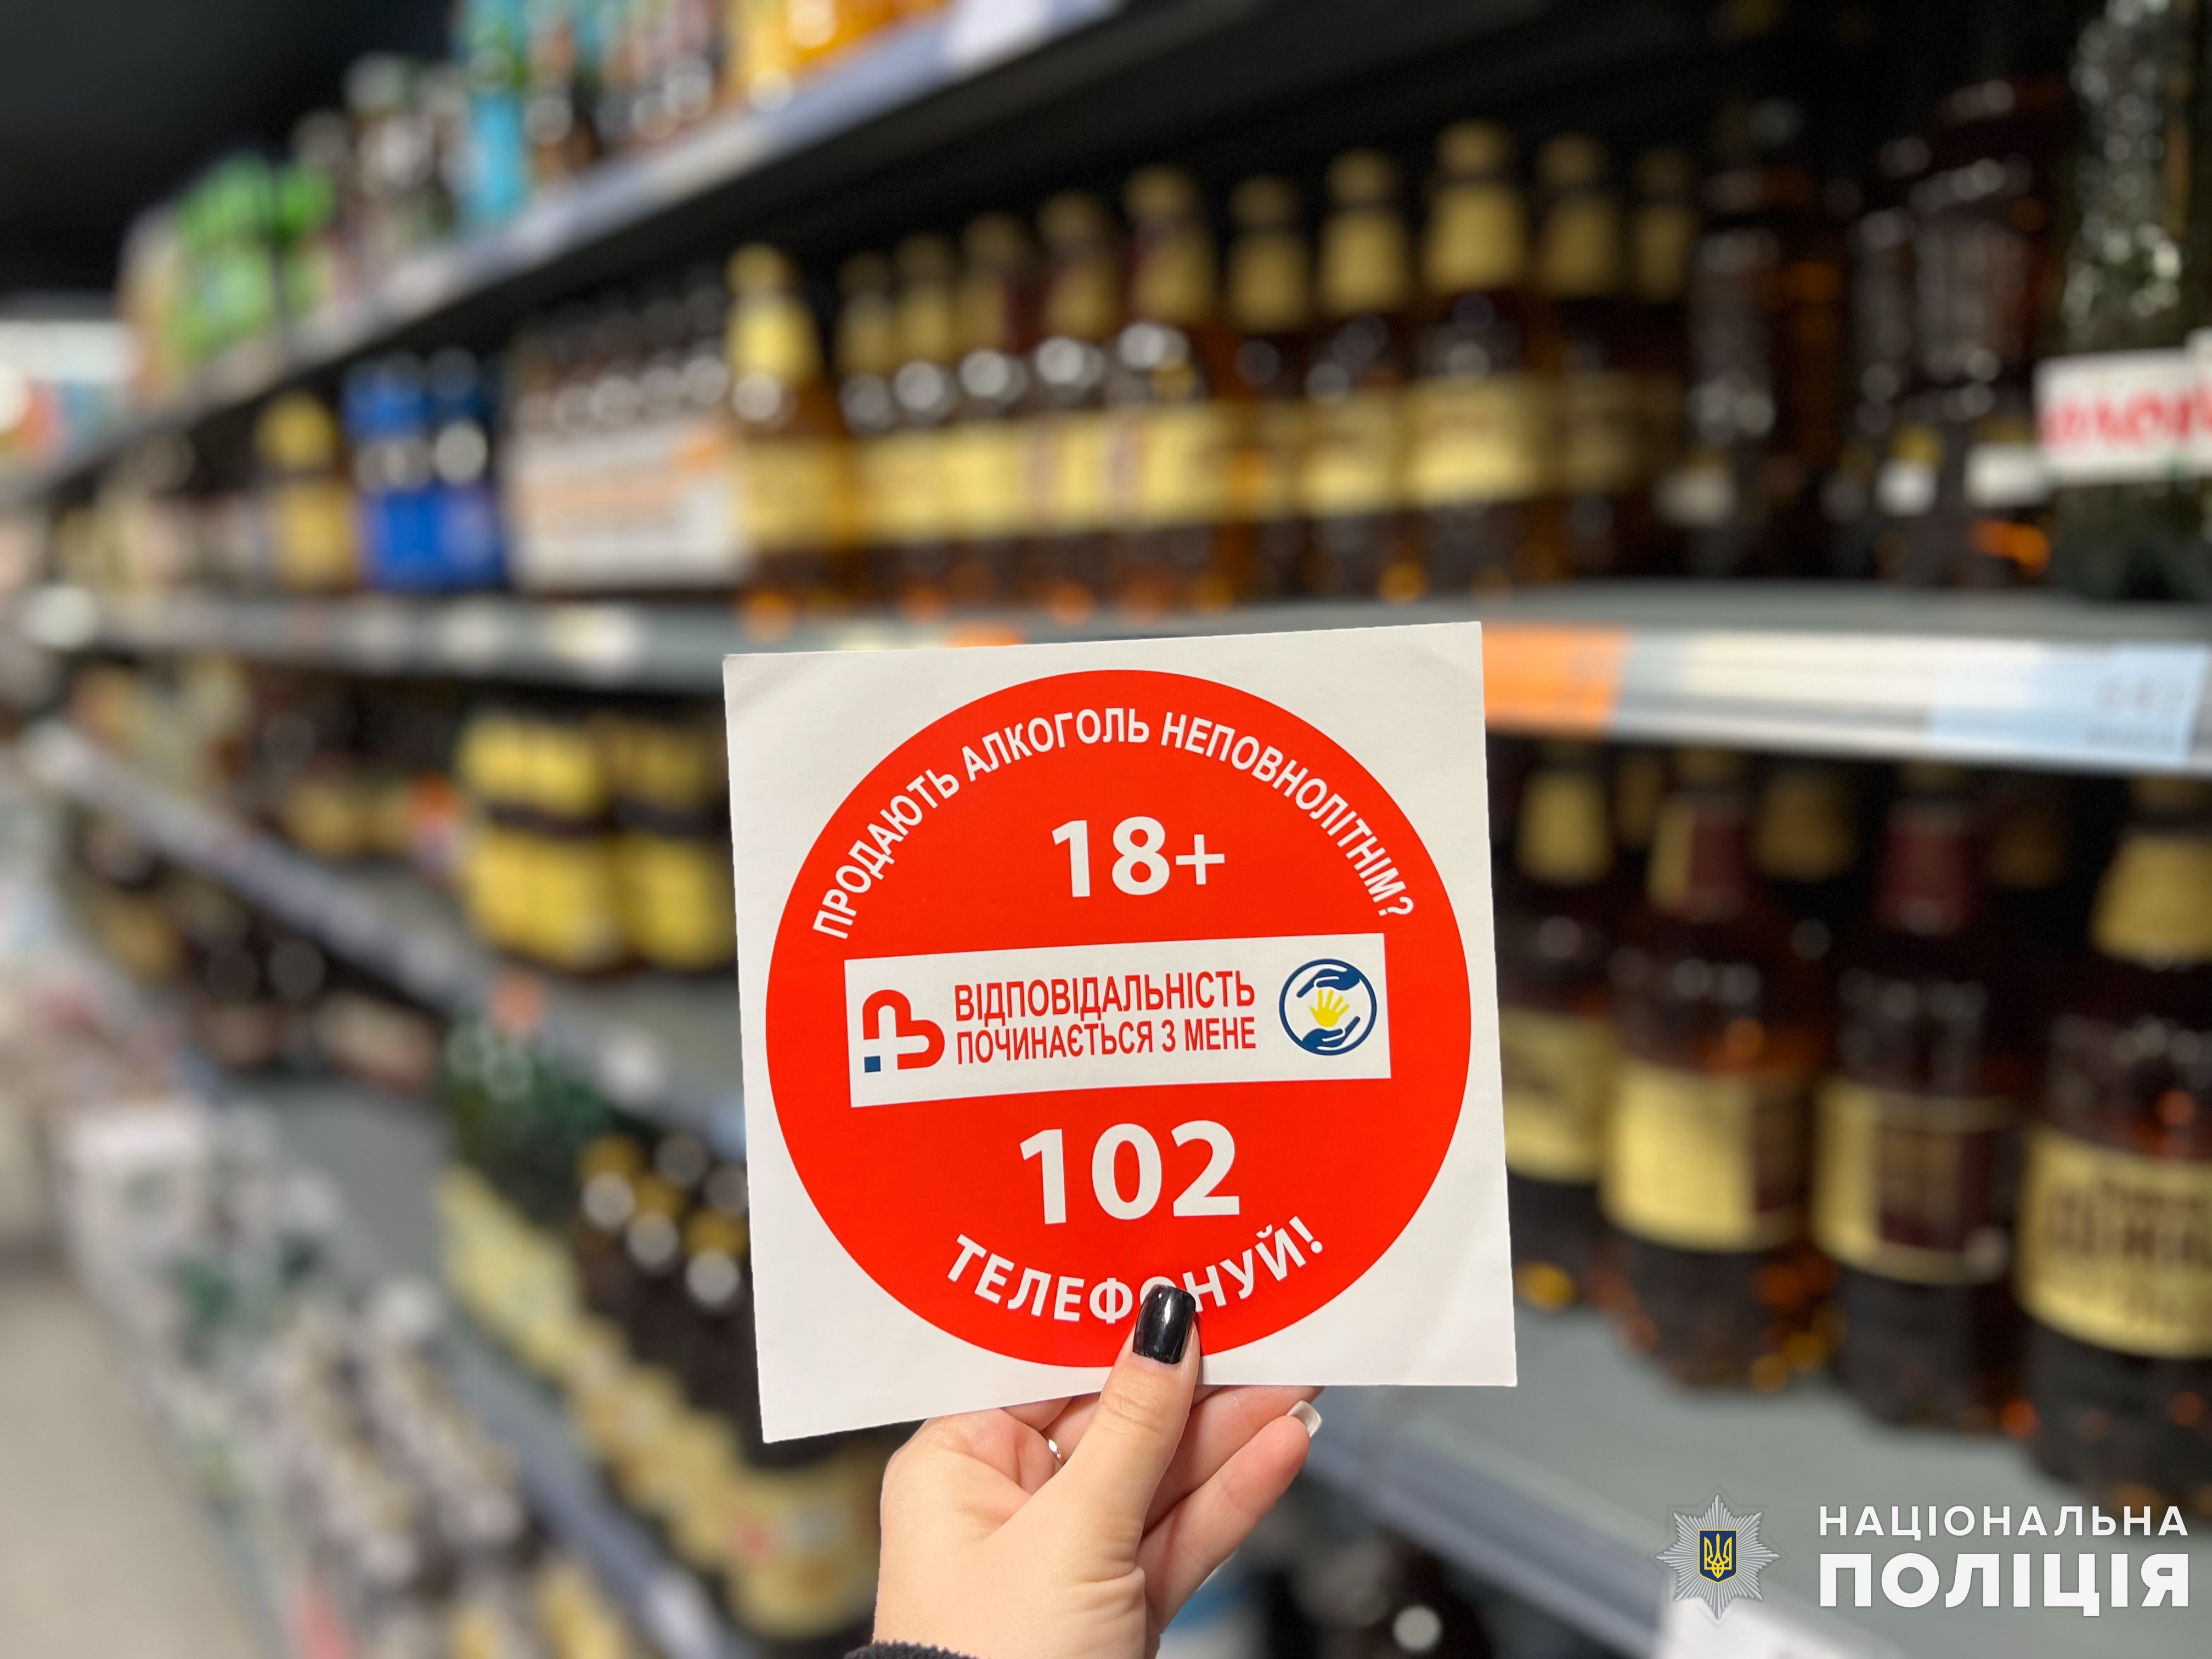 ПРОДАЮТЬ АЛКОГОЛЬ НЕПОВНОЛІТНІМ?
18+
ВІДПОВІДАЛЬНІСТЬ
ПОЧИНАЄТЬСЯ З МЕНЕ
102
ТЕЛЕФОНУЙ!
НАЦІОНАЛЬНА
ПОЛІЦІЯ